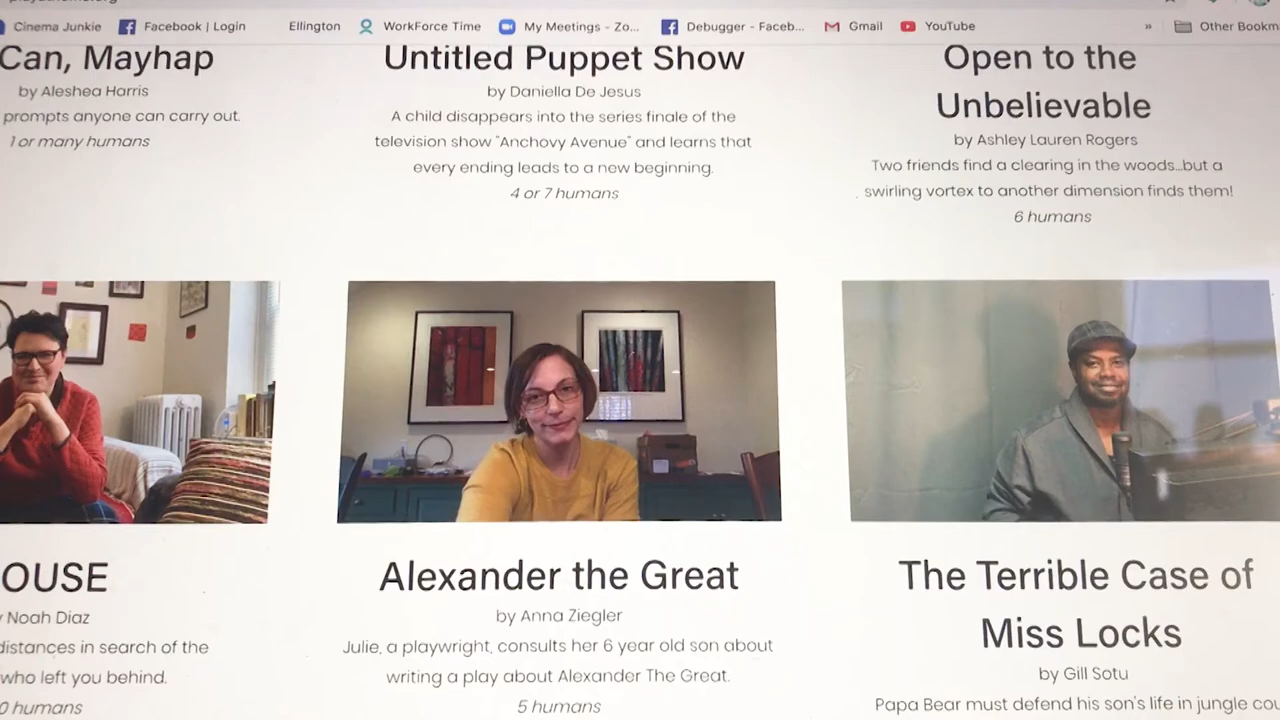 Cinema Junkie
Facebook | Login
Ellington
WorkForce Time
My Meetings - Zo...
Debugger - Faceb...
Gmail
YouTube
»
Other Bookm
Can, Mayhap
by Aleshea Harris
prompts anyone can carry out.
1 or many humans
Untitled Puppet Show
by Daniella De Jesus
A child disappears into the series finale of the
television show "Anchovy Avenue" and learns that
every ending leads to a new beginning.
4 or 7 humans
Open to the
Unbelievable
by Ashley Lauren Rogers
Two friends find a clearing in the woods...but a
swirling vortex to another dimension finds them!
6 humans
OUSE
y Noah Diaz
distances in search of the
who left you behind.
0 humans
Alexander the Great
by Anna Ziegler
Julie, a playwright, consults her 6 year old son about
writing a play about Alexander The Great.
5 humans
The Terrible Case of
Miss Locks
by Gill Sotu
Papa Bear must defend his son's life in jungle cou